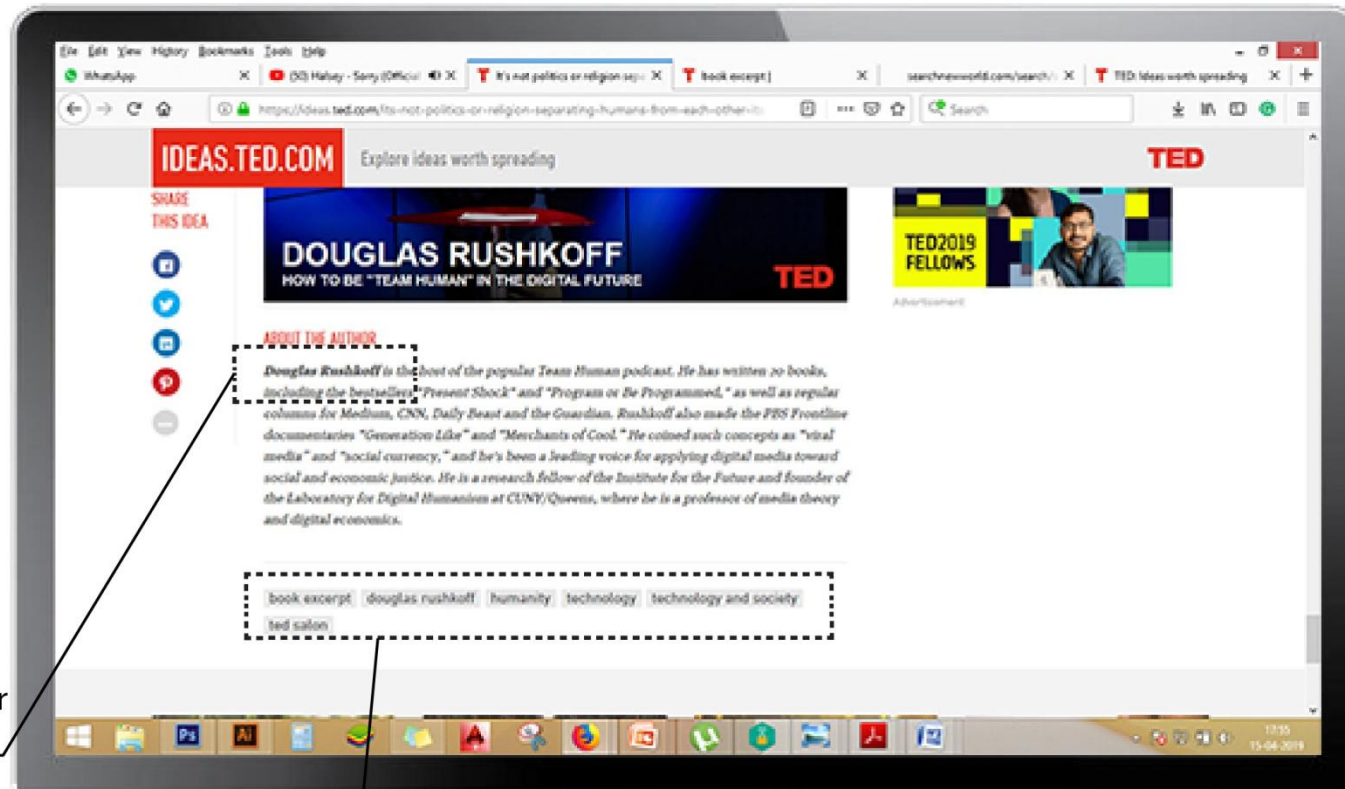 File Edit View History Bookmarks Tools Help
WhatsApp
(50) Halsey - Sorry (Official
It's not politics or religion sep
book excerpt |
searchnewworld.com/search/
TED: Ideas worth spreading
https://ideas.ted.com/its-not-politics-or-religion-separating-humans-from-each-other-its
Search
IDEAS.TED.COM
Explore ideas worth spreading
TED
SHARE
THIS IDEA
DOUGLAS RUSHKOFF
HOW TO BE "TEAM HUMAN" IN THE DIGITAL FUTURE
TED
TED2019
FELLOWS
Advertisement
ABOUT THE AUTHOR
Douglas Rushkoff is the host of the popular Team Human podcast. He has written 20 books,
including the bestsellers "Present Shock" and "Program or Be Programmed," as well as regular
columns for Medium, CNN, Daily Beast and the Guardian. Rushkoff also made the PBS Frontline
documentaries "Generation Like" and "Merchants of Cool." He coined such concepts as "viral
media" and "social currency," and he's been a leading voice for applying digital media toward
social and economic justice. He is a research fellow of the Institute for the Future and founder of
the Laboratory for Digital Humanism at CUNY/Queens, where he is a professor of media theory
and digital economics.
book excerpt douglas rushkoff humanity technology technology and society
ted salon
r
Ps
Ai
17:55
15-04-2019